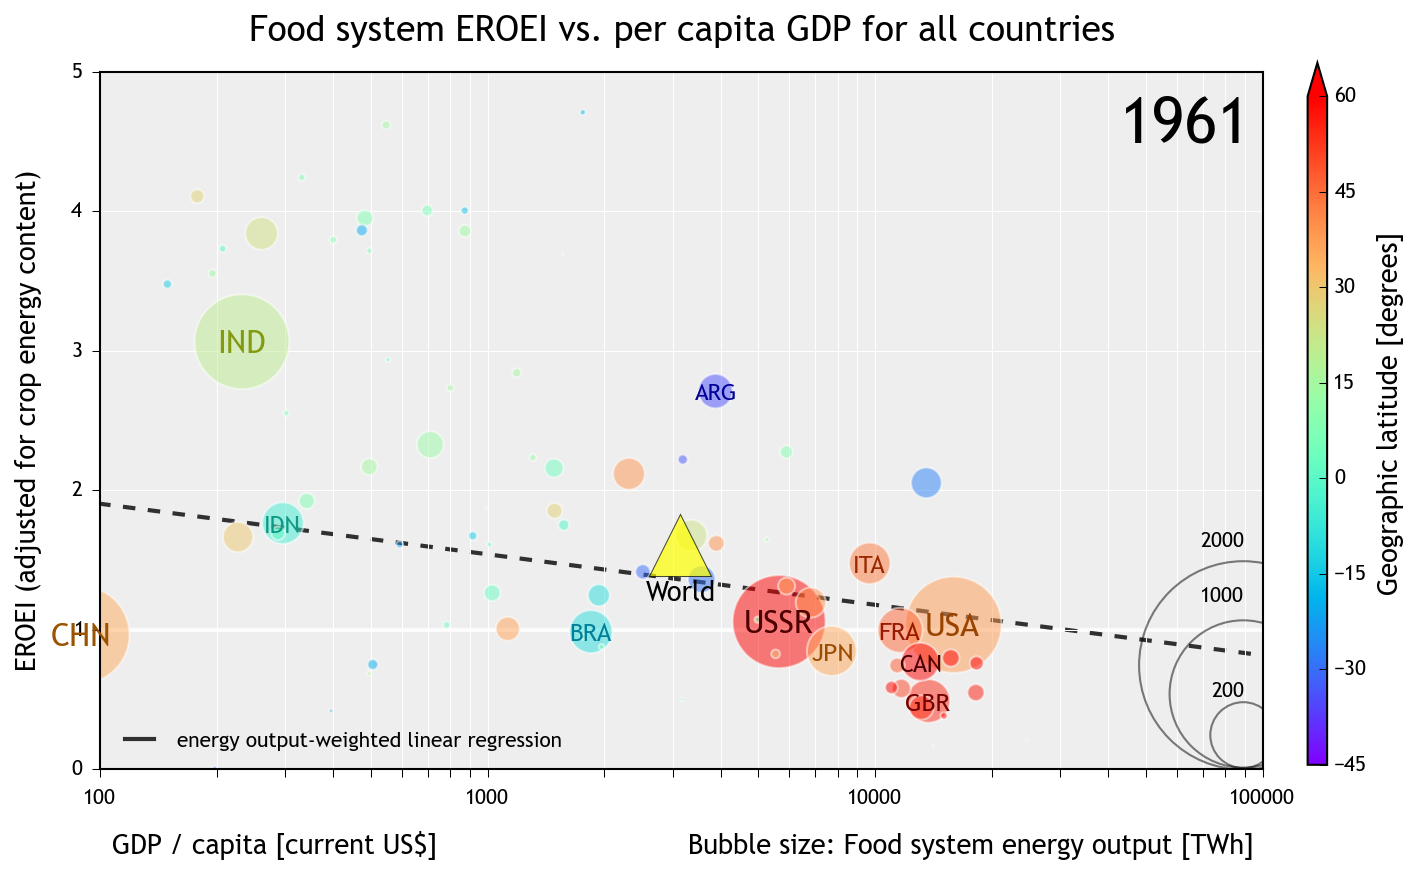 Food system EROEI vs. per capita GDP for all countries
1961
EROEI (adjusted for crop energy content)
5
4
3
2
1
0
IND
ARG
IDN
World
ITA
CHN
BRA
USSR
JPN
FRA
USA
CAN
GBR
2000
1000
200
energy output-weighted linear regression
100
1000
10000
100000
GDP / capita [current US$]
Bubble size: Food system energy output [TWh]
60
45
30
15
0
−15
−30
−45
Geographic latitude [degrees]